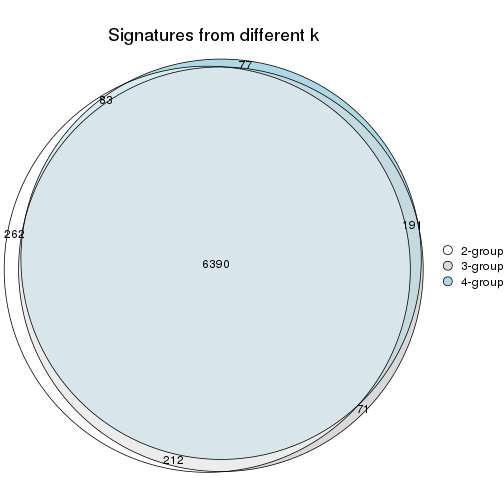 Signatures from different k
77
83
191
262
6390
2-group
3-group
4-group
71
212